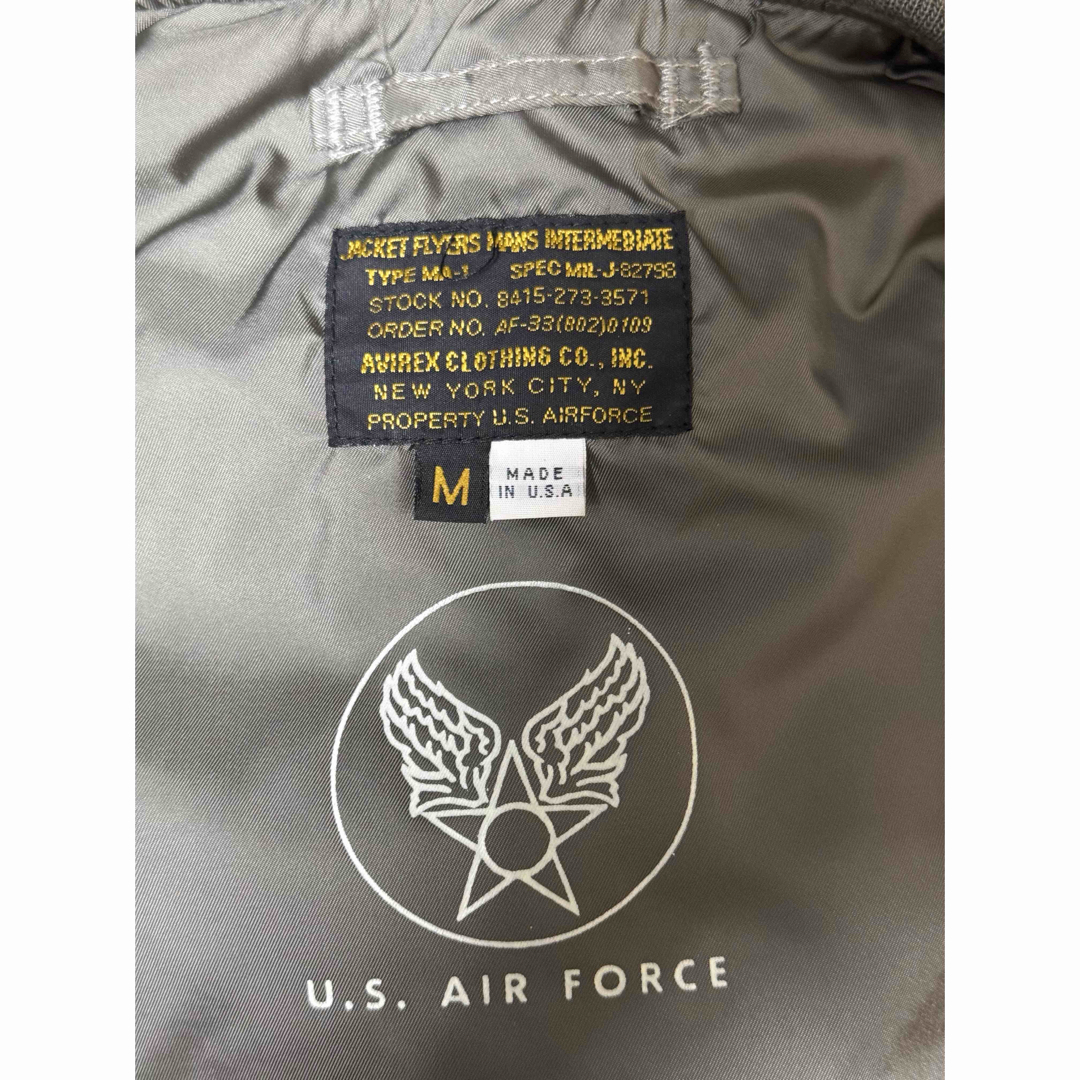 JACKET FLYERS MANS INTERMEDIATE
TYPE MA-1 SPEC MIL-J-8279B
STOCK NO. 8415-273-3571
ORDER NO. AF-33(802)0109
AVIREX CLOTHING CO., INC.
NEW YORK CITY, NY
PROPERTY U.S. AIRFORCE
M
MADE
IN U.S.A
U.S. AIR FORCE